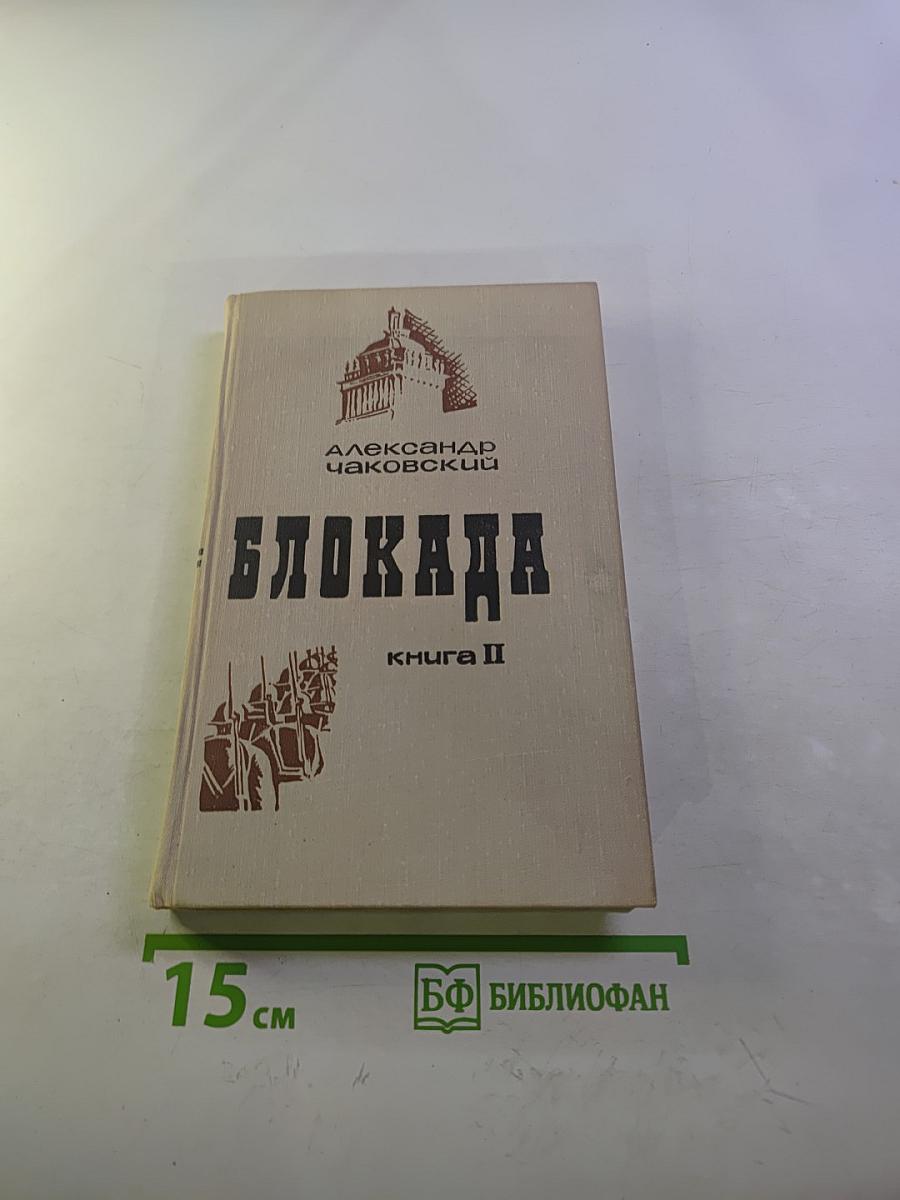 Александр
Чаковский
БЛОКАДА
книга II
15 см
БФ БИБЛИОФАН